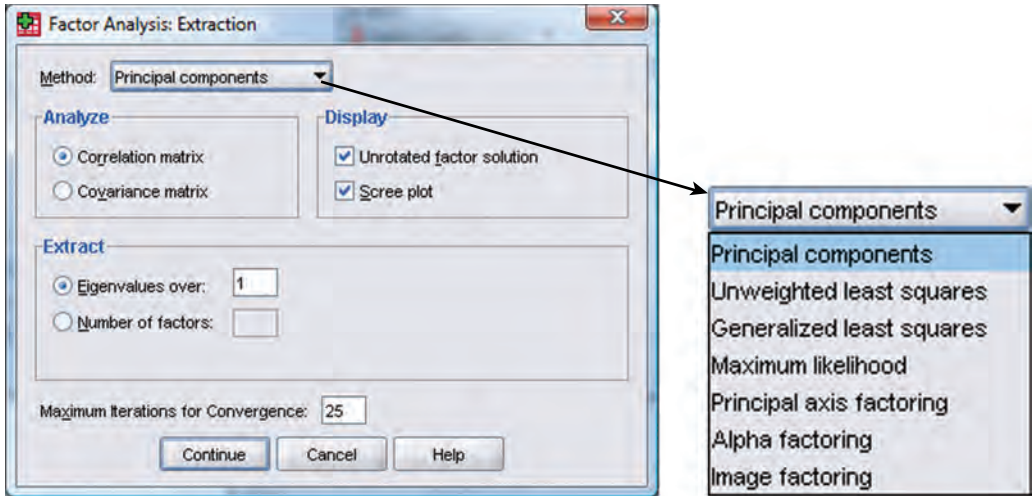 Factor Analysis: Extraction
Method: Principal components
Analyze
Correlation matrix
Covariance matrix
Display
Unrotated factor solution
Scree plot
Extract
Eigenvalues over: 1
Number of factors:
Maximum Iterations for Convergence: 25
Continue Cancel Help
Principal components
Principal components
Unweighted least squares
Generalized least squares
Maximum likelihood
Principal axis factoring
Alpha factoring
Image factoring